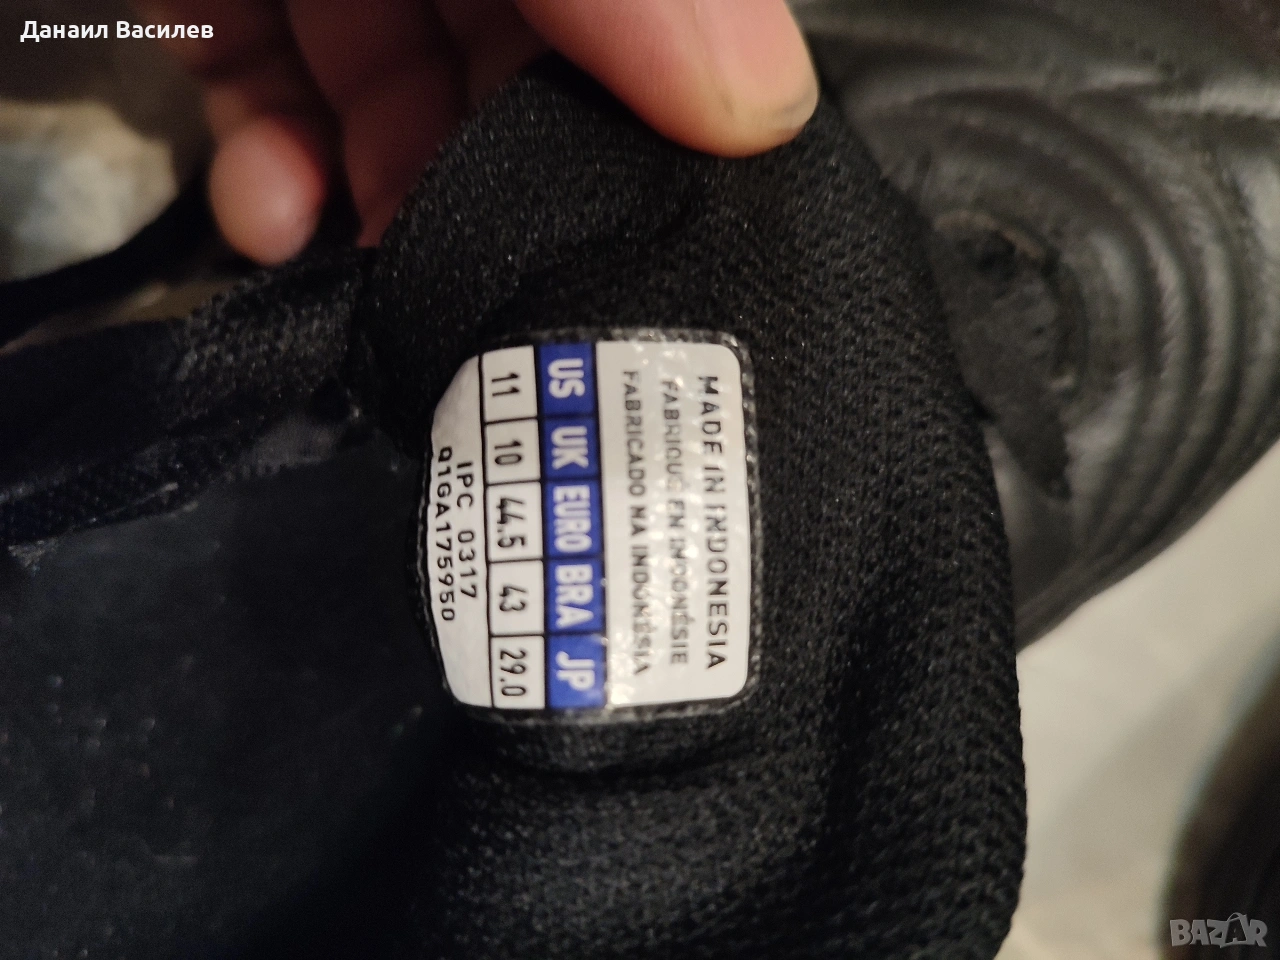 Данаил Василев
MADE IN INDONESIA
FABRIQUÉ EN INDONÉSIE
FABRICADO NA INDONÉSIA
US UK EURO BRA JP
11 10 44.5 43 29.0
IPC 0317
Q1GA175950
BAZAR